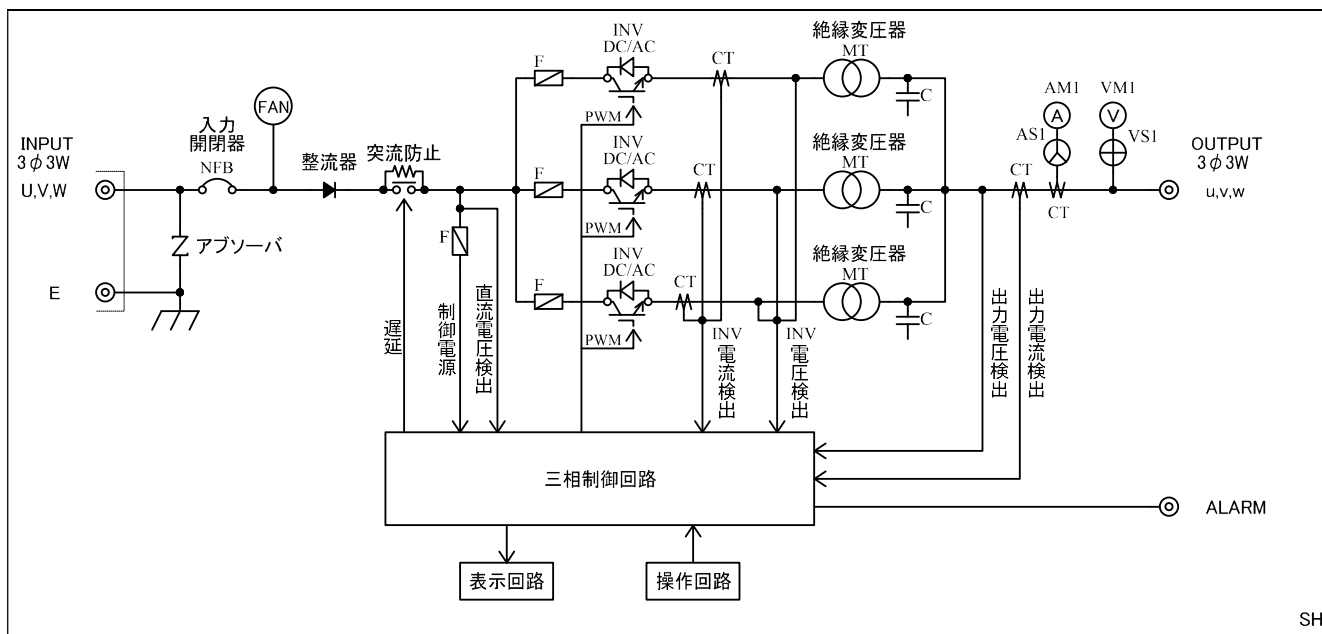 INV
DC/AC
F
PWM
CT
絶縁変圧器
MT
C
INV
DC/AC
F
PWM
CT
絶縁変圧器
MT
C
INV
DC/AC
F
PWM
CT
絶縁変圧器
MT
C
FAN
INPUT
3φ3W
U,V,W
E
入力
開閉器
NFB
アブソーバ
整流器
突流防止
F
遅延
制御電源
直流電圧検出
INV
電流検出
INV
電圧検出
出力電圧検出
出力電流検出
CT
CT
AM1
A
AS1
VM1
V
VS1
OUTPUT
3φ3W
u,v,w
三相制御回路
ALARM
表示回路
操作回路
SH